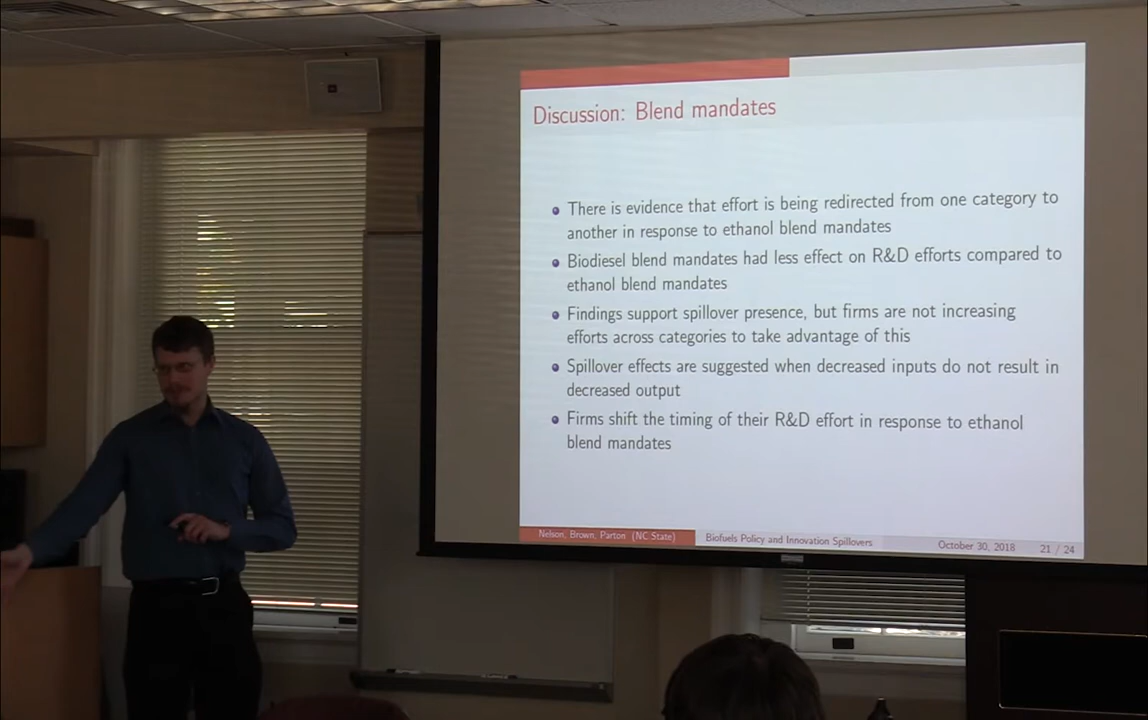 Discussion: Blend mandates
There is evidence that effort is being redirected from one category to
another in response to ethanol blend mandates
Biodiesel blend mandates had less effect on R&D efforts compared to
ethanol blend mandates
Findings support spillover presence, but firms are not increasing
efforts across categories to take advantage of this
Spillover effects are suggested when decreased inputs do not result in
decreased output
Firms shift the timing of their R&D effort in response to ethanol
blend mandates
Nelson, Brown, Parton (NC State) Biofuels Policy and Innovation Spillovers October 30, 2018 21 / 24